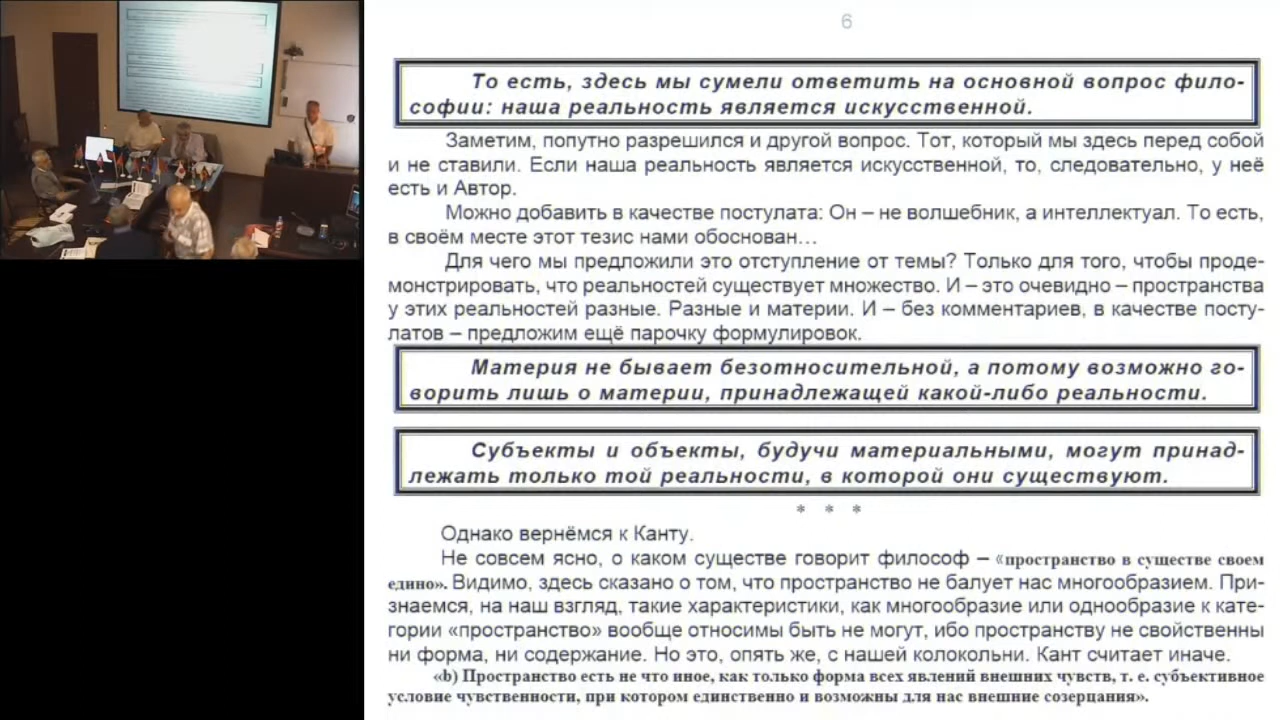 6
То есть, здесь мы сумели ответить на основной вопрос фило-
софии: наша реальность является искусственной.
Заметим, попутно разрешился и другой вопрос. Тот, который мы здесь перед собой
и не ставили. Если наша реальность является искусственной, то, следовательно, у неё
есть и Автор.
Можно добавить в качестве постулата: Он – не волшебник, а интеллектуал. То есть,
в своём месте этот тезис нами обоснован…
Для чего мы предложили это отступление от темы? Только для того, чтобы проде-
монстрировать, что реальностей существует множество. И – это очевидно – пространства
у этих реальностей разные. Разные и материи. И – без комментариев, в качестве посту-
латов – предложим ещё парочку формулировок.
Материя не бывает безотносительной, а потому возможно го-
ворить лишь о материи, принадлежащей какой-либо реальности.
Субъекты и объекты, будучи материальными, могут принад-
лежать только той реальности, в которой они существуют.
* * *
Однако вернёмся к Канту.
Не совсем ясно, о каком существе говорит философ – «пространство в существе своем
едино». Видимо, здесь сказано о том, что пространство не балует нас многообразием. При-
знаемся, на наш взгляд, такие характеристики, как многообразие или однообразие к кате-
гории «пространство» вообще относимы быть не могут, ибо пространству не свойственны
ни форма, ни содержание. Но это, опять же, с нашей колокольни. Кант считает иначе.
«b) Пространство есть не что иное, как только форма всех явлений внешних чувств, т. е. субъективное
условие чувственности, при котором единственно и возможны для нас внешние созерцания».